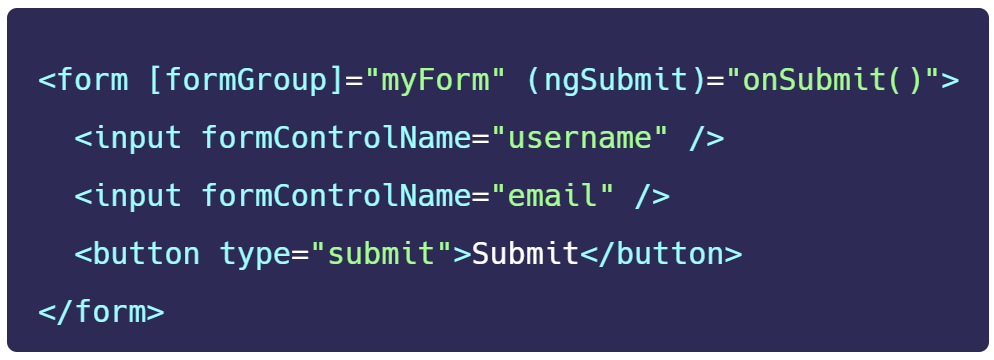 <form [formGroup]="myForm" (ngSubmit)="onSubmit()">
  <input formControlName="username" />
  <input formControlName="email" />
  <button type="submit">Submit</button>
</form>